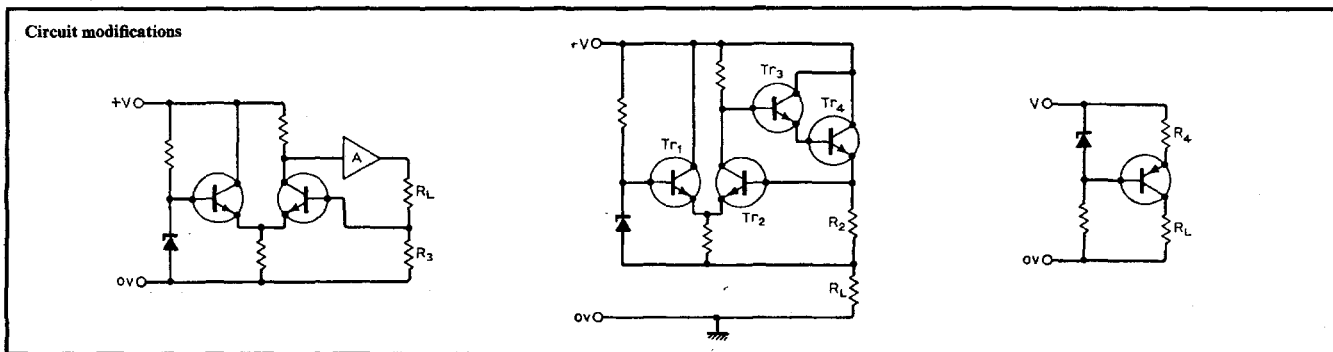 Circuit modifications
+V
A
RL
R3
0V
+V
Tr3
Tr4
Tr1
Tr2
R2
RL
0V
V
R4
RL
0V